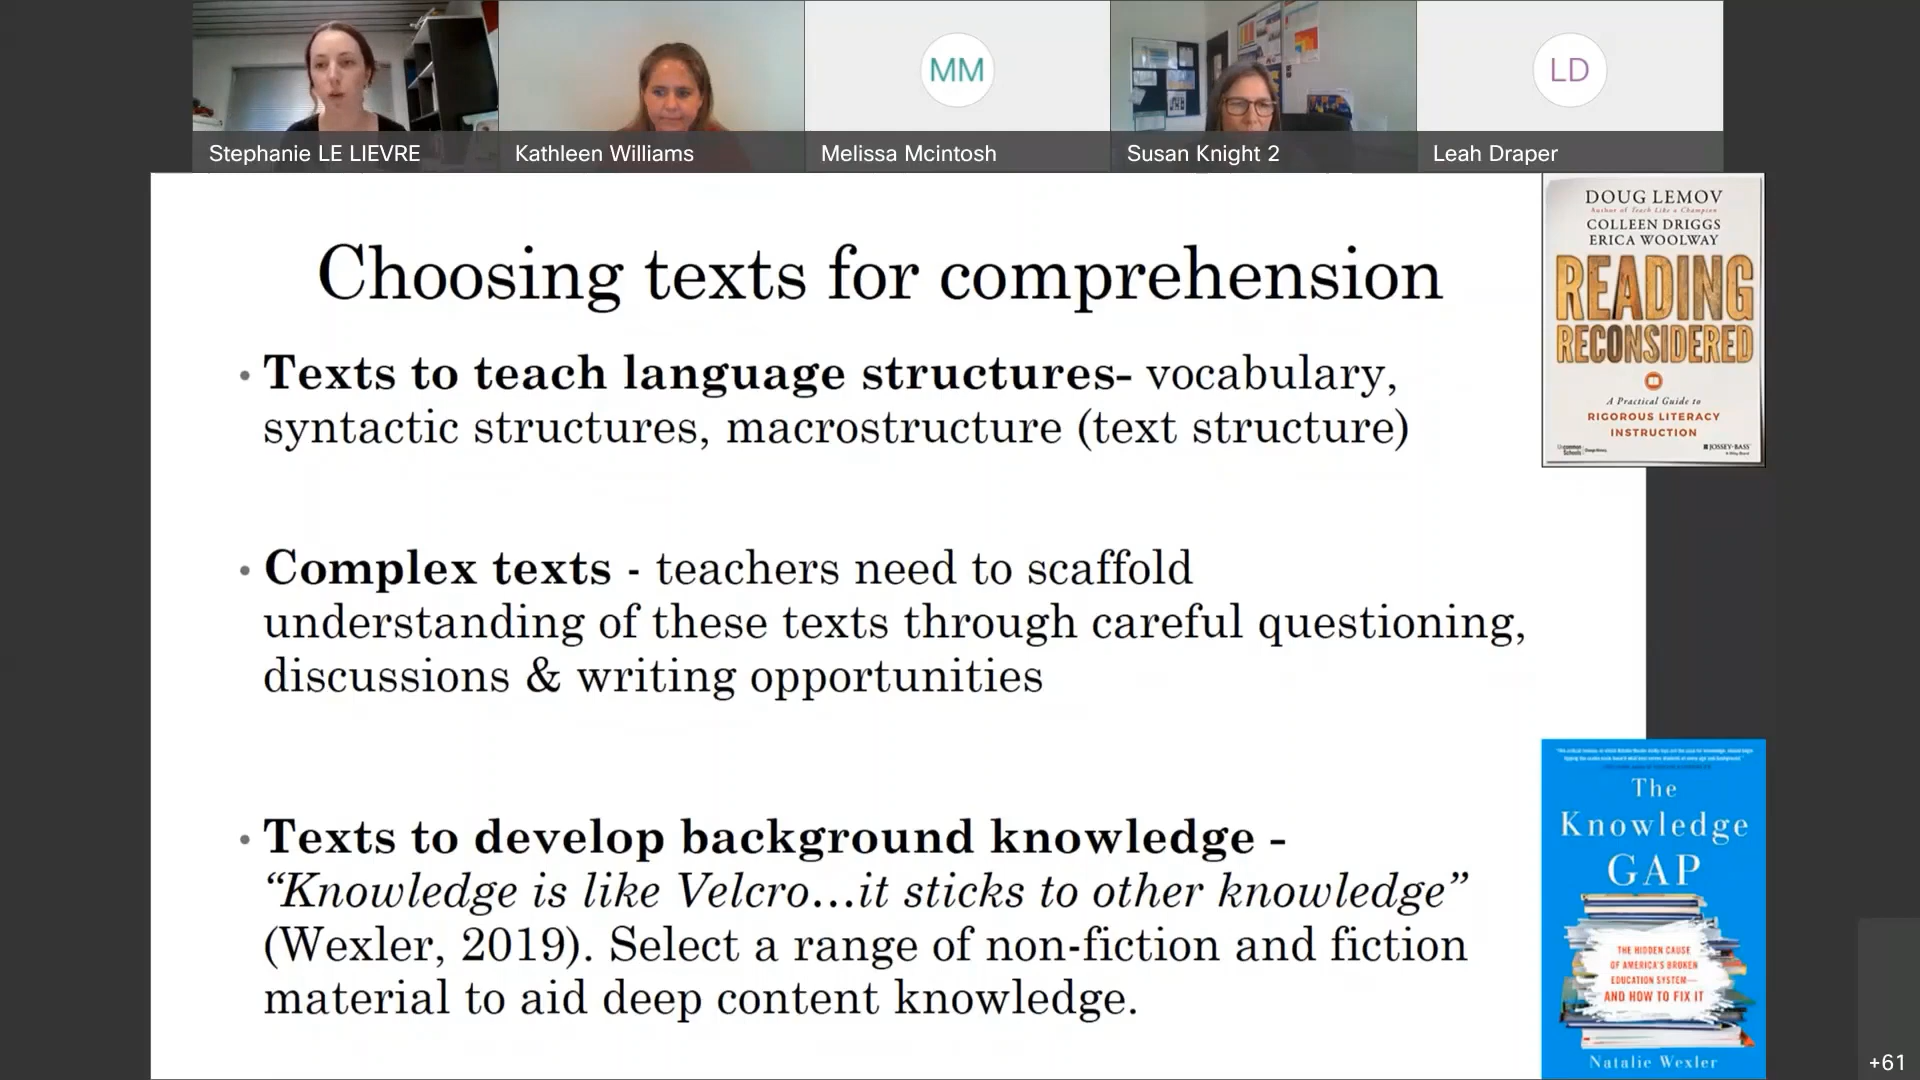 MM
LD
Stephanie LE LIEVRE
Kathleen Williams
Melissa Mcintosh
Susan Knight 2
Leah Draper
Choosing texts for comprehension
• Texts to teach language structures- vocabulary,
syntactic structures, macrostructure (text structure)
• Complex texts - teachers need to scaffold
understanding of these texts through careful questioning,
discussions & writing opportunities
• Texts to develop background knowledge -
“Knowledge is like Velcro...it sticks to other knowledge”
(Wexler, 2019). Select a range of non-fiction and fiction
material to aid deep content knowledge.
DOUG LEMOV
Author of Teach Like a Champion
COLLEEN DRIGGS
ERICA WOOLWAY
READING
RECONSIDERED
A Practical Guide to
RIGOROUS LITERACY
INSTRUCTION
JOSSEY-BASS
The
Knowledge
GAP
THE HIDDEN CAUSE
OF AMERICA'S BROKEN
EDUCATION SYSTEM—
AND HOW TO FIX IT
Natalie Wexler
+61